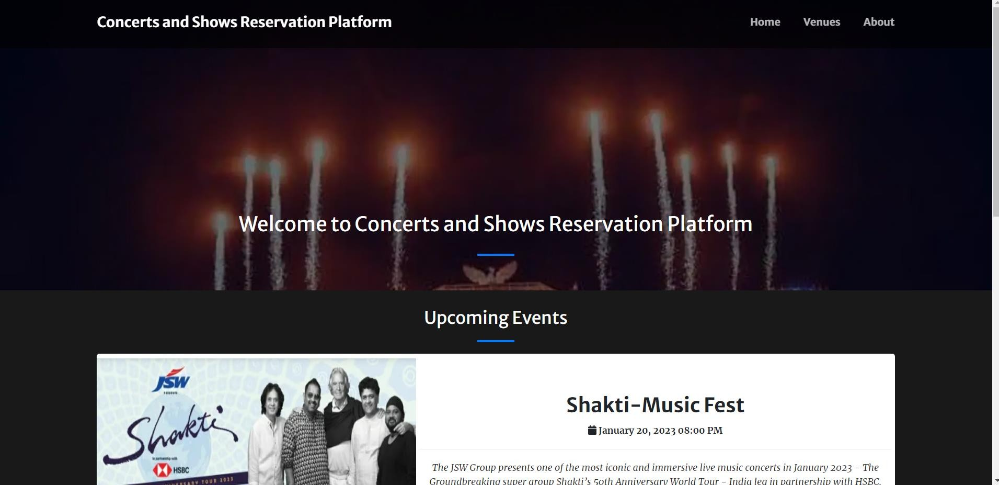 Concerts and Shows Reservation Platform
Home Venues About
Welcome to Concerts and Shows Reservation Platform
Upcoming Events
JSW
PRESENTS
Shakti
In partnership with
HSBC
ANNIVERSARY TOUR 2023
Shakti-Music Fest
January 20, 2023 08:00 PM
The JSW Group presents one of the most iconic and immersive live music concerts in January 2023 - The
Groundbreaking super group Shakti’s 50th Anniversary World Tour - India leg in partnership with HSBC.